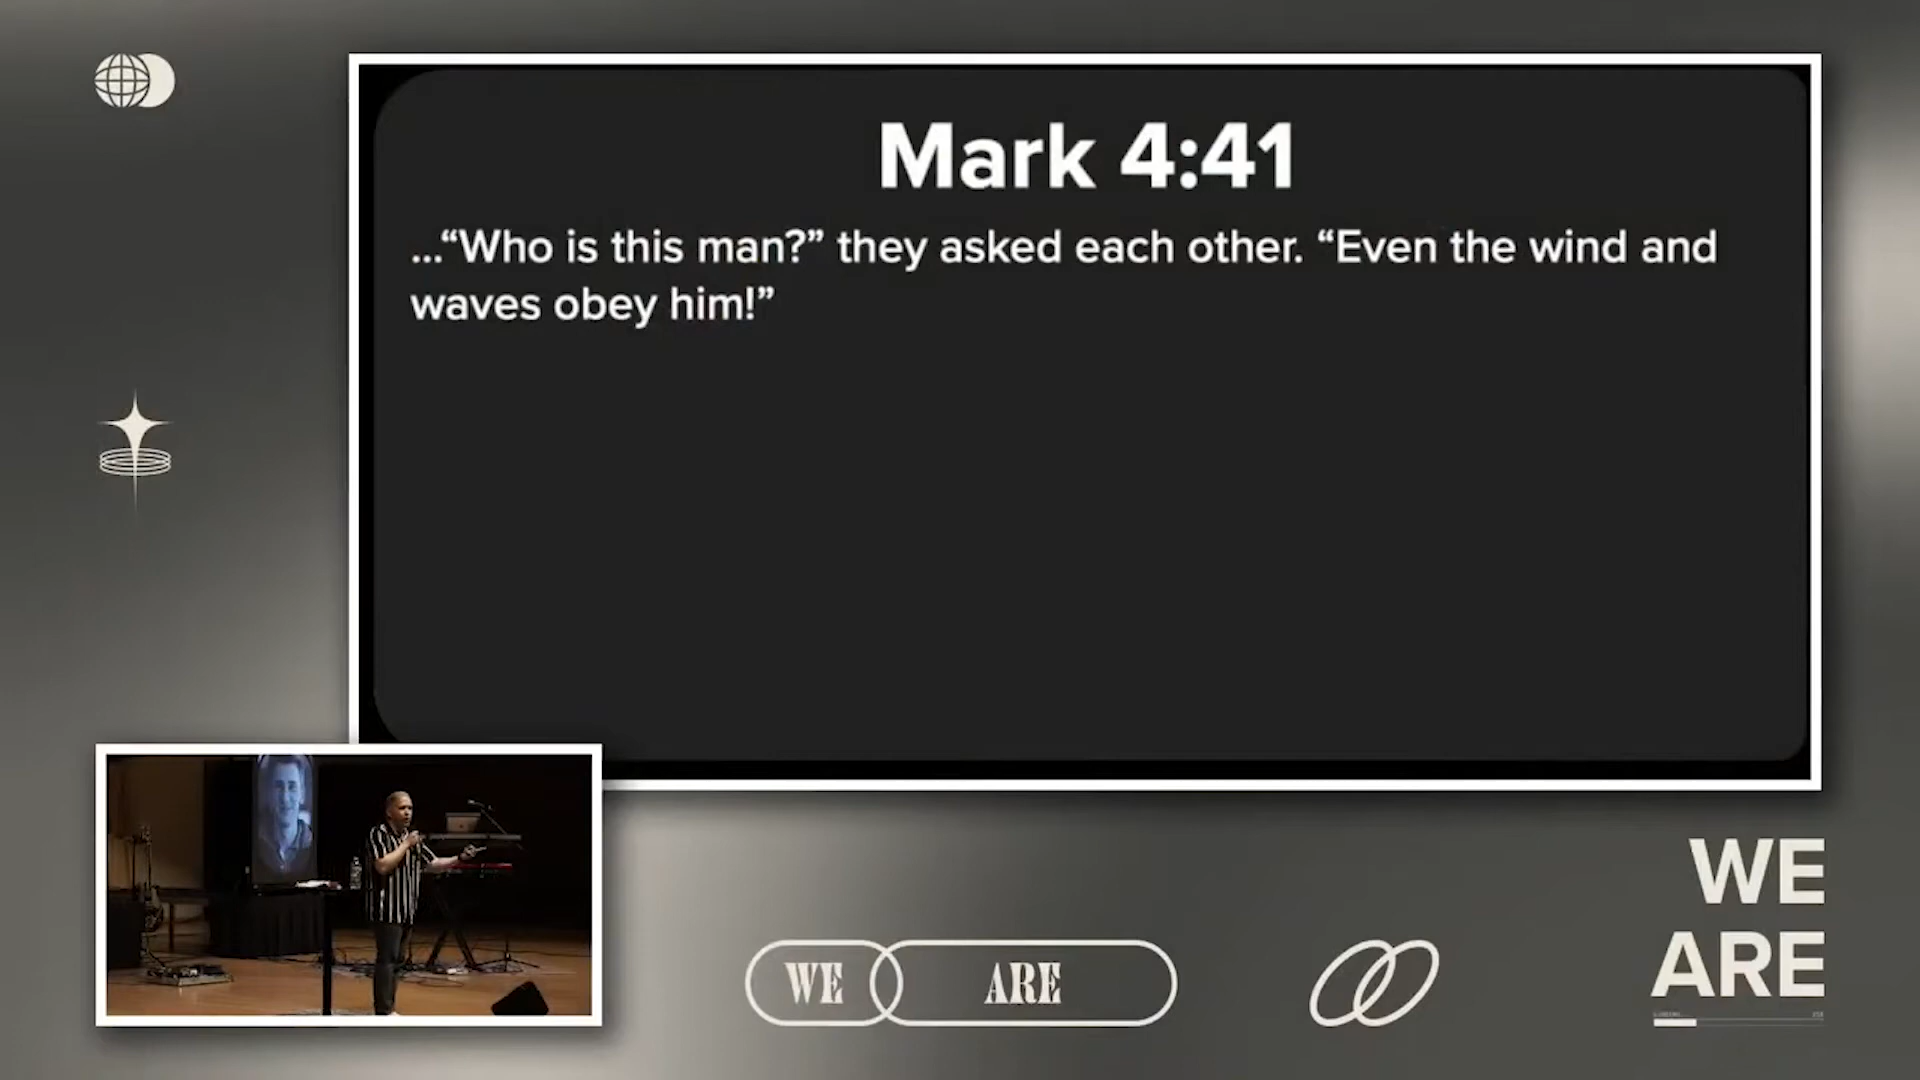 Mark 4:41
...“Who is this man?” they asked each other. “Even the wind and
waves obey him!”
WE ARE
WE
ARE